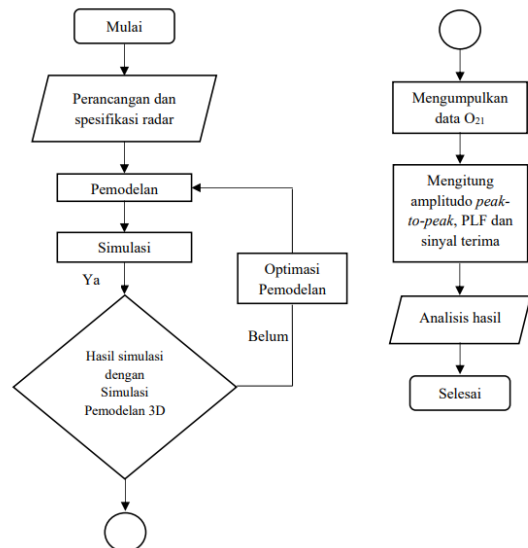 Mulai
Perancangan dan
spesifikasi radar
Pemodelan
Simulasi
Ya
Optimasi
Pemodelan
Belum
Hasil simulasi
dengan
Simulasi
Pemodelan 3D
Mengumpulkan
data O₂₁
Mengitung
amplitudo peak-
to-peak, PLF dan
sinyal terima
Analisis hasil
Selesai